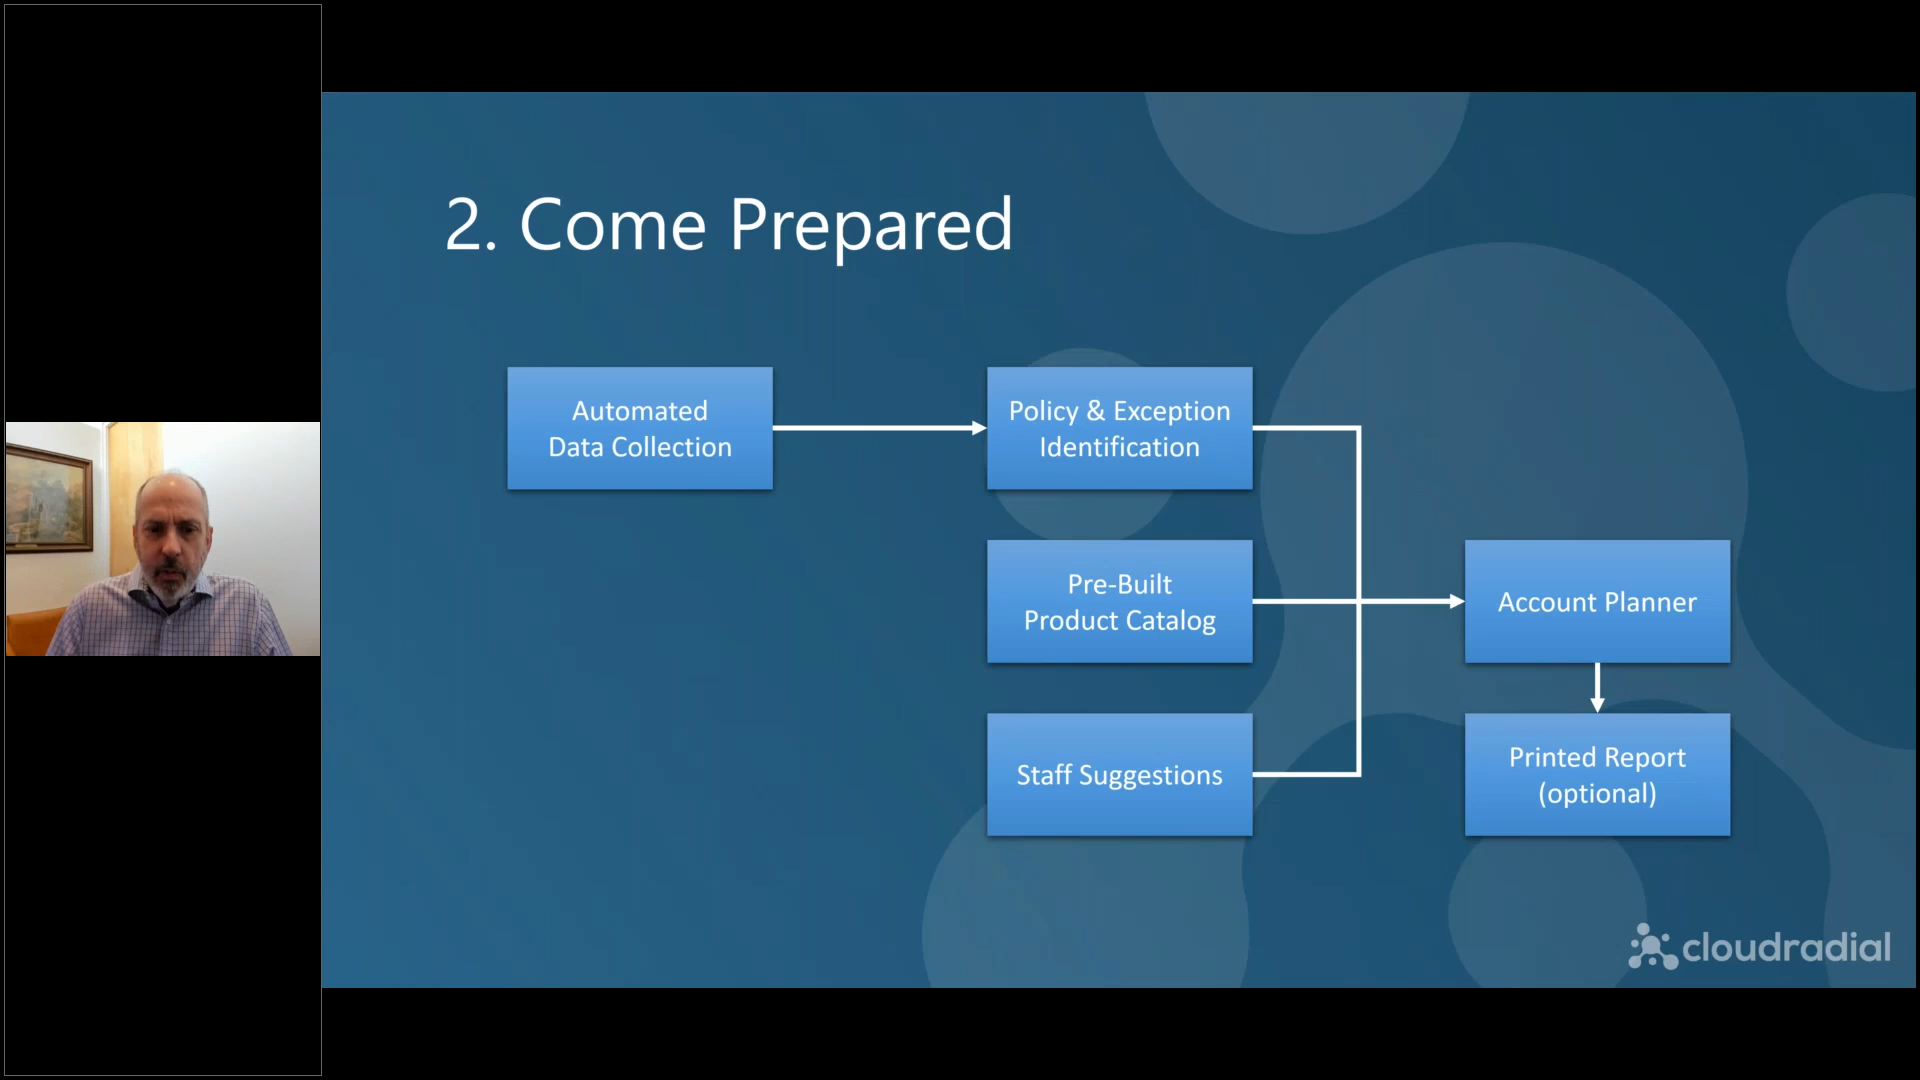 2. Come Prepared
Automated
Data Collection
Policy & Exception
Identification
Pre-Built
Product Catalog
Staff Suggestions
Account Planner
Printed Report
(optional)
cloudradial